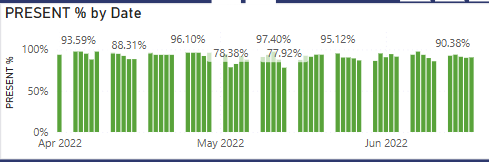 PRESENT % by Date
96.10% 97.40% 95.12%
93.59% 88.31% 78.38% 77.92% 90.38%
100%
50%
0%
PRESENT %
Apr 2022 May 2022 Jun 2022